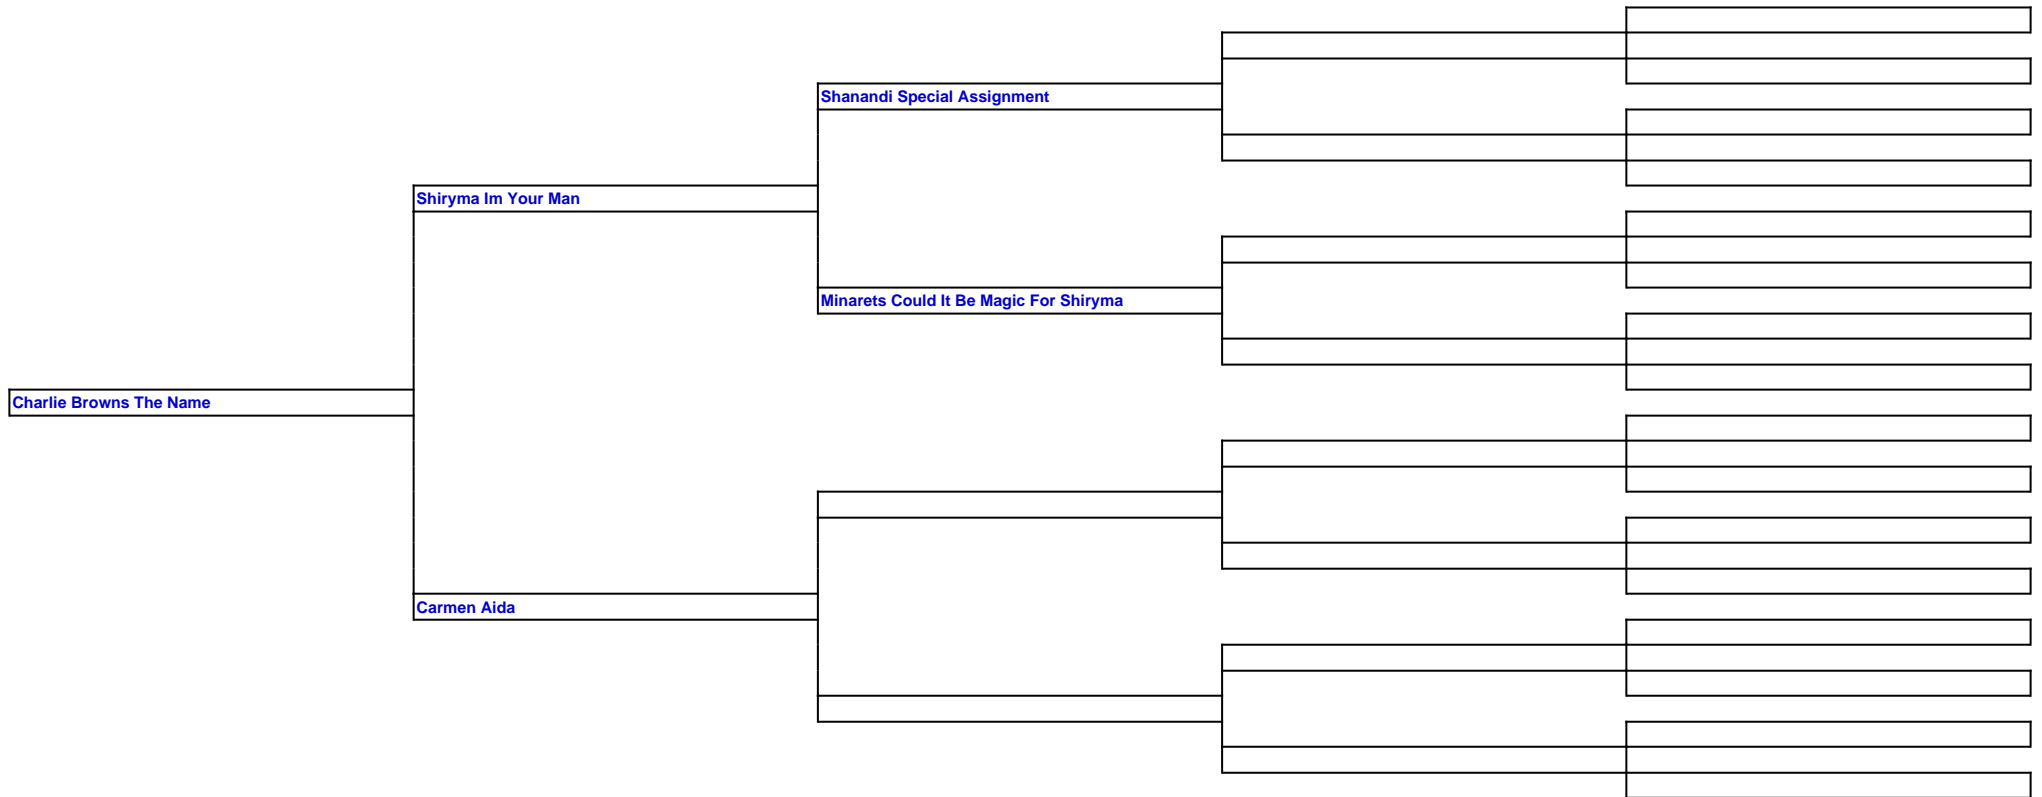 Shanandi Special Assignment
Shiryma Im Your Man
Minarets Could It Be Magic For Shiryma
Charlie Browns The Name
Carmen Aida